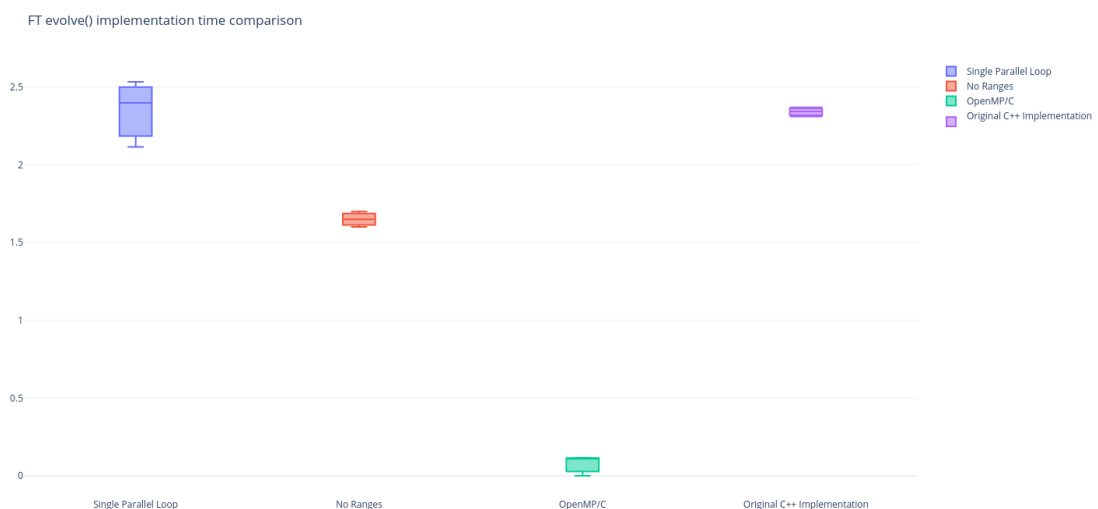 FT evolve() implementation time comparison
Single Parallel Loop
No Ranges
OpenMP/C
Original C++ Implementation
2.5
2
1.5
1
0.5
0
Single Parallel Loop
No Ranges
OpenMP/C
Original C++ Implementation